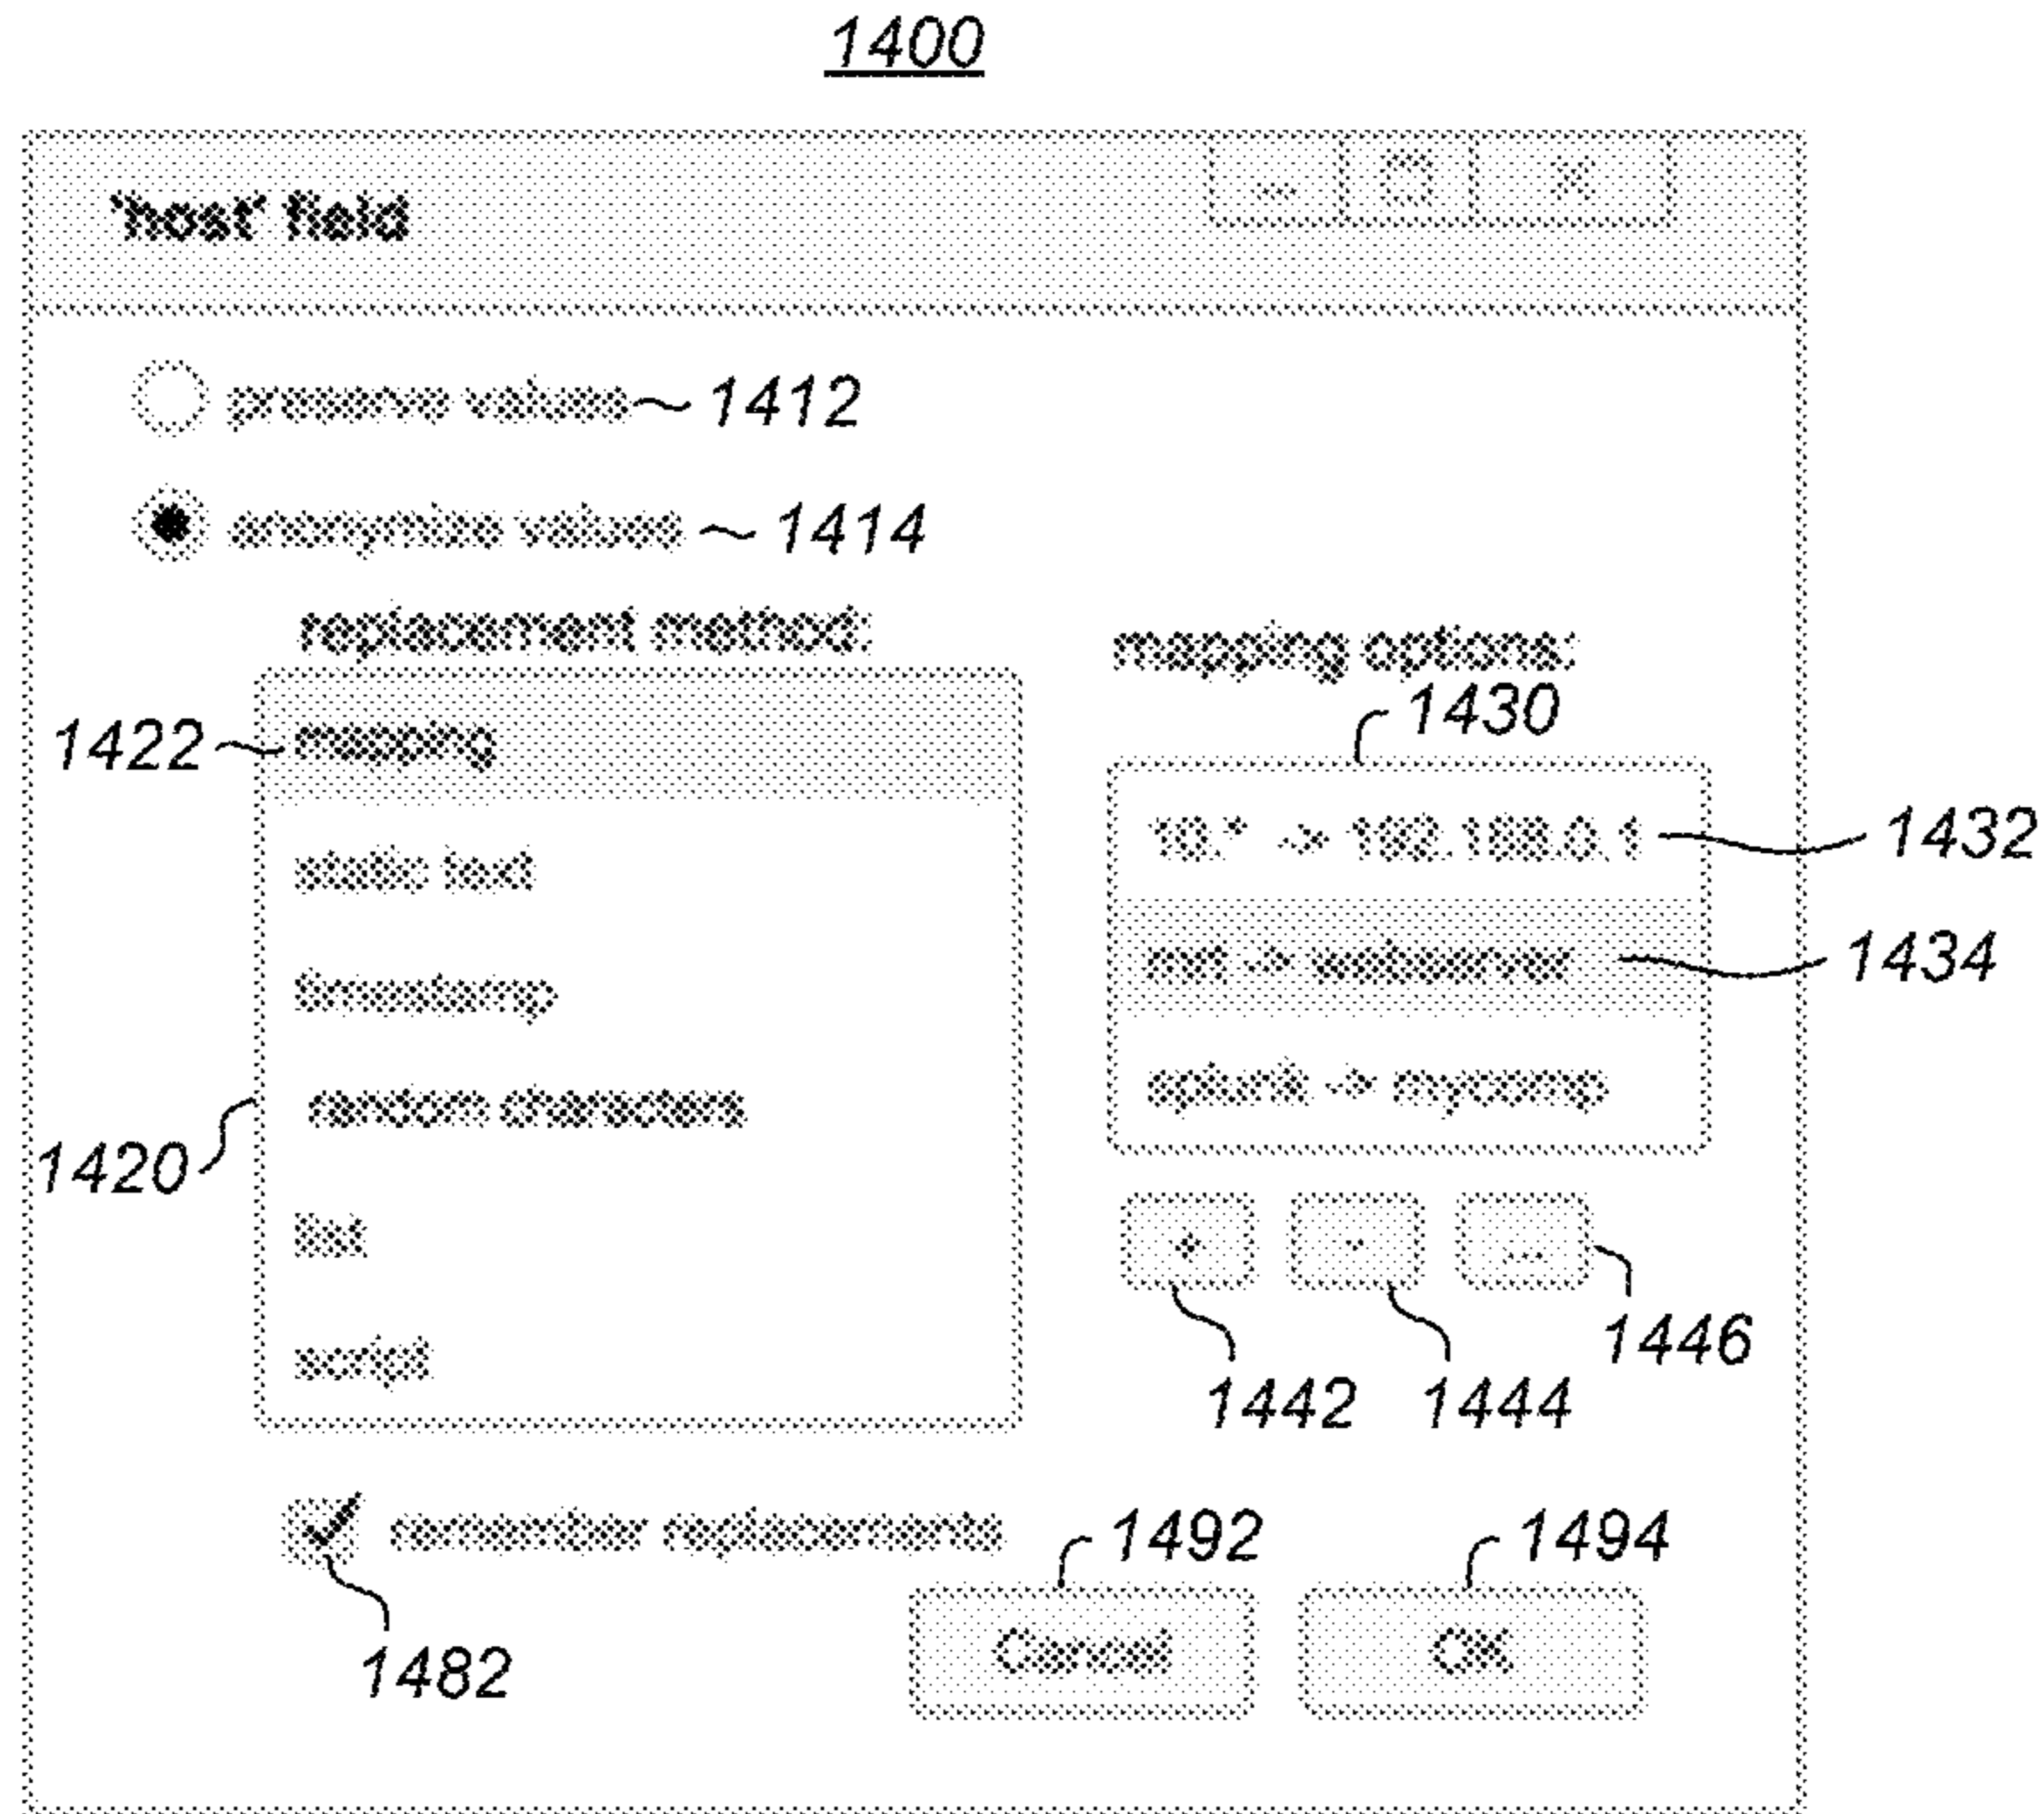 1400
'host' field
preserve values 1412
anonymize values 1414
replacement method:
mapping options:
1430
1422 mapping
10.* -> 192.168.0.1 1432
static text
-> webserver 1434
timestamp
splunk -> mycomp
random characters
1420
list
+ - ... 1446
script
1442 1444
remember replacements
1492 1494
Cancel OK
1482